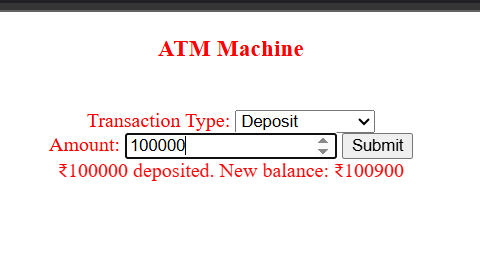 ATM Machine
Transaction Type: Deposit
Amount: 100000 Submit
₹100000 deposited. New balance: ₹100900